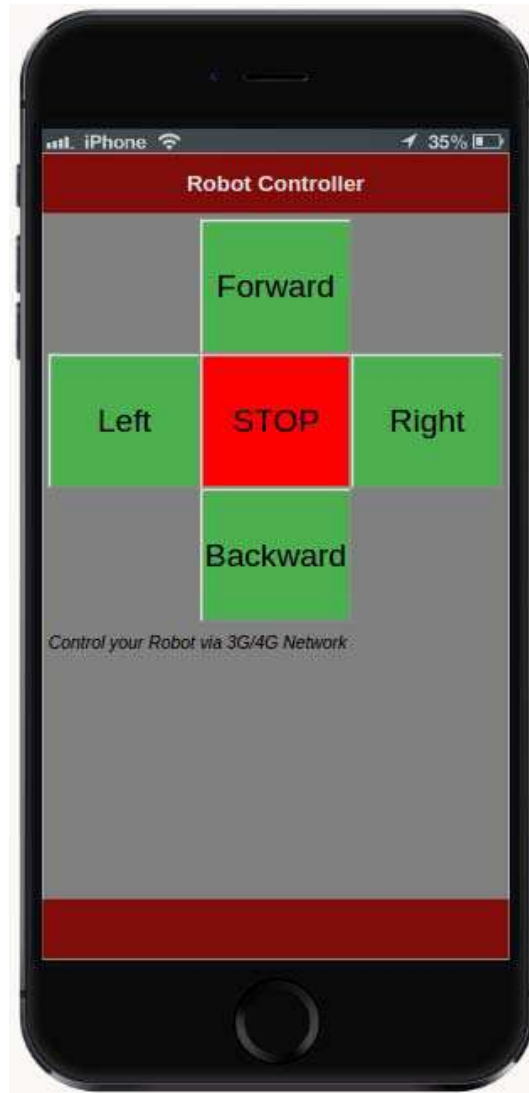 iPhone 35%
Robot Controller
Forward
Left STOP Right
Backward
Control your Robot via 3G/4G Network